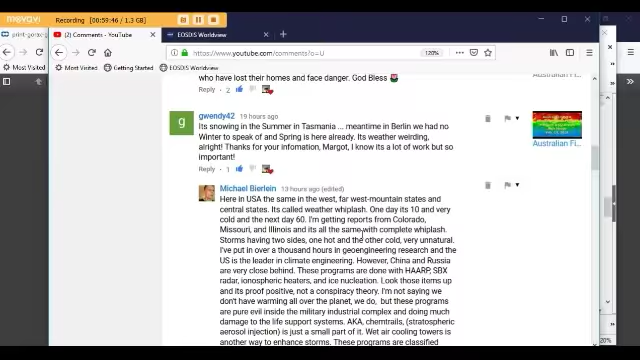 movavi
Recording | 00:59:46 / 1.3 GB
print-gora
Most Visited
(2) Comments - YouTube
EOSDIS Worldview
https://www.youtube.com/comments?o=U
120%
Most Visited
Getting Started
EOSDIS Worldview
who have lost their homes and face danger. God Bless
Reply · 2
Australian Fi...
gwendy42 19 hours ago
Its snowing in the Summer in Tasmania ... meantime in Berlin we had no
Winter to speak of and Spring is here already. Its weather weirding,
alright! Thanks for your infomation, Margot, I know its a lot of work but so
important!
Reply · 1
Australian Fi...
Michael Bierlein 13 hours ago (edited)
Here in USA the same in the west, far west-mountain states and
central states. Its called weather whiplash. One day its 10 and very
cold and the next day 60. I'm getting reports from Colorado,
Missouri, and Illinois and its all the same with complete whiplash.
Storms having two sides, one hot and the other cold, very unnatural.
I've put in over a thousand hours in geoengineering research and the
US is the leader in climate engineering. However, China and Russia
are very close behind. These programs are done with HAARP, SBX
radar, ionospheric heaters, and ice nucleation. Look those items up
and its proof positive, not a conspiracy theory. I'm not saying we
don't have warming all over the planet, we do, but these programs
are pure evil inside the military industrial complex and doing much
damage to the life support systems. AKA, chemtrails, (stratospheric
aerosol injection) is just a small part of it. Wet air cooling towers is
another way to enhance storms. These programs are classified
20%